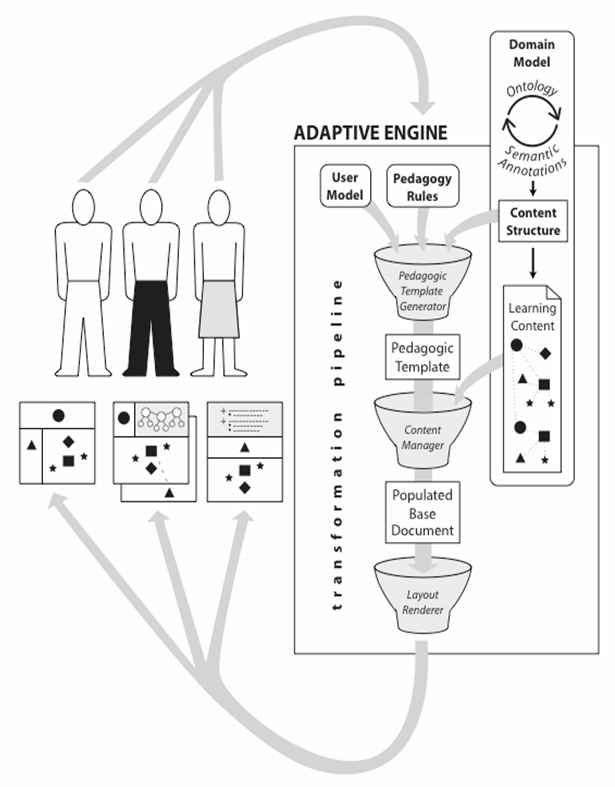 Domain
Model
Ontology
Semantic
Annotations
ADAPTIVE ENGINE
User
Model
Pedagogy
Rules
Content
Structure
Pedagogic
Template
Generator
Learning
Content
Pedagogic
Template
Content
Manager
Populated
Base
Document
Layout
Renderer
transformation pipeline